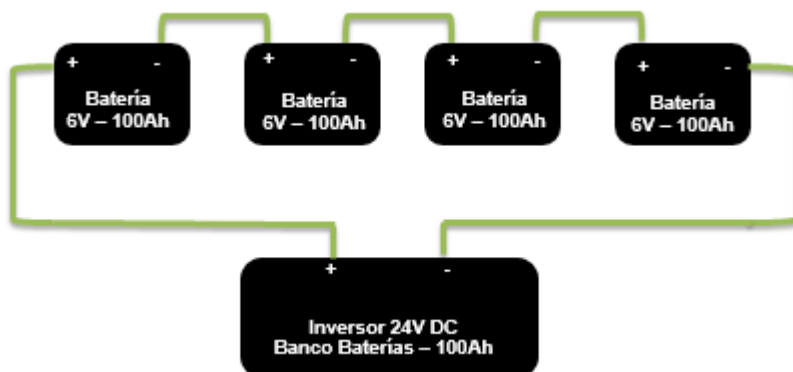 + -
Batería
6V – 100Ah
+ -
Batería
6V – 100Ah
+ -
Batería
6V – 100Ah
+ -
Batería
6V – 100Ah
+ -
Inversor 24V DC
Banco Baterías – 100Ah